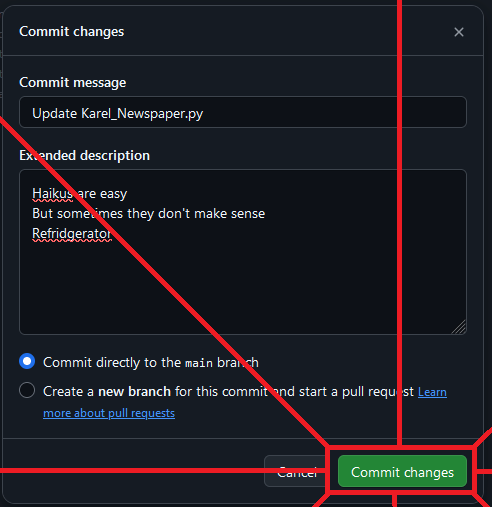 Commit changes
Commit message
Update Karel_Newspaper.py
Extended description
Haikus are easy
But sometimes they don't make sense
Refridgerator
Commit directly to the main branch
Create a new branch for this commit and start a pull request Learn
more about pull requests
Cancel
Commit changes